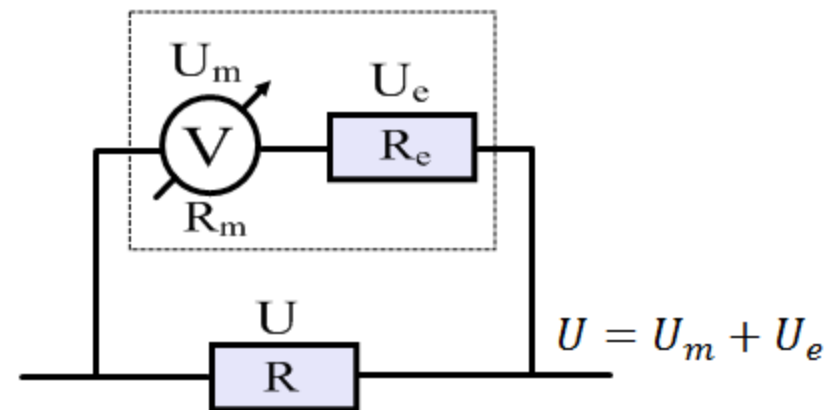 Uₘ
Uₑ
V
Rₑ
Rₘ
U
U = Uₘ + Uₑ
R